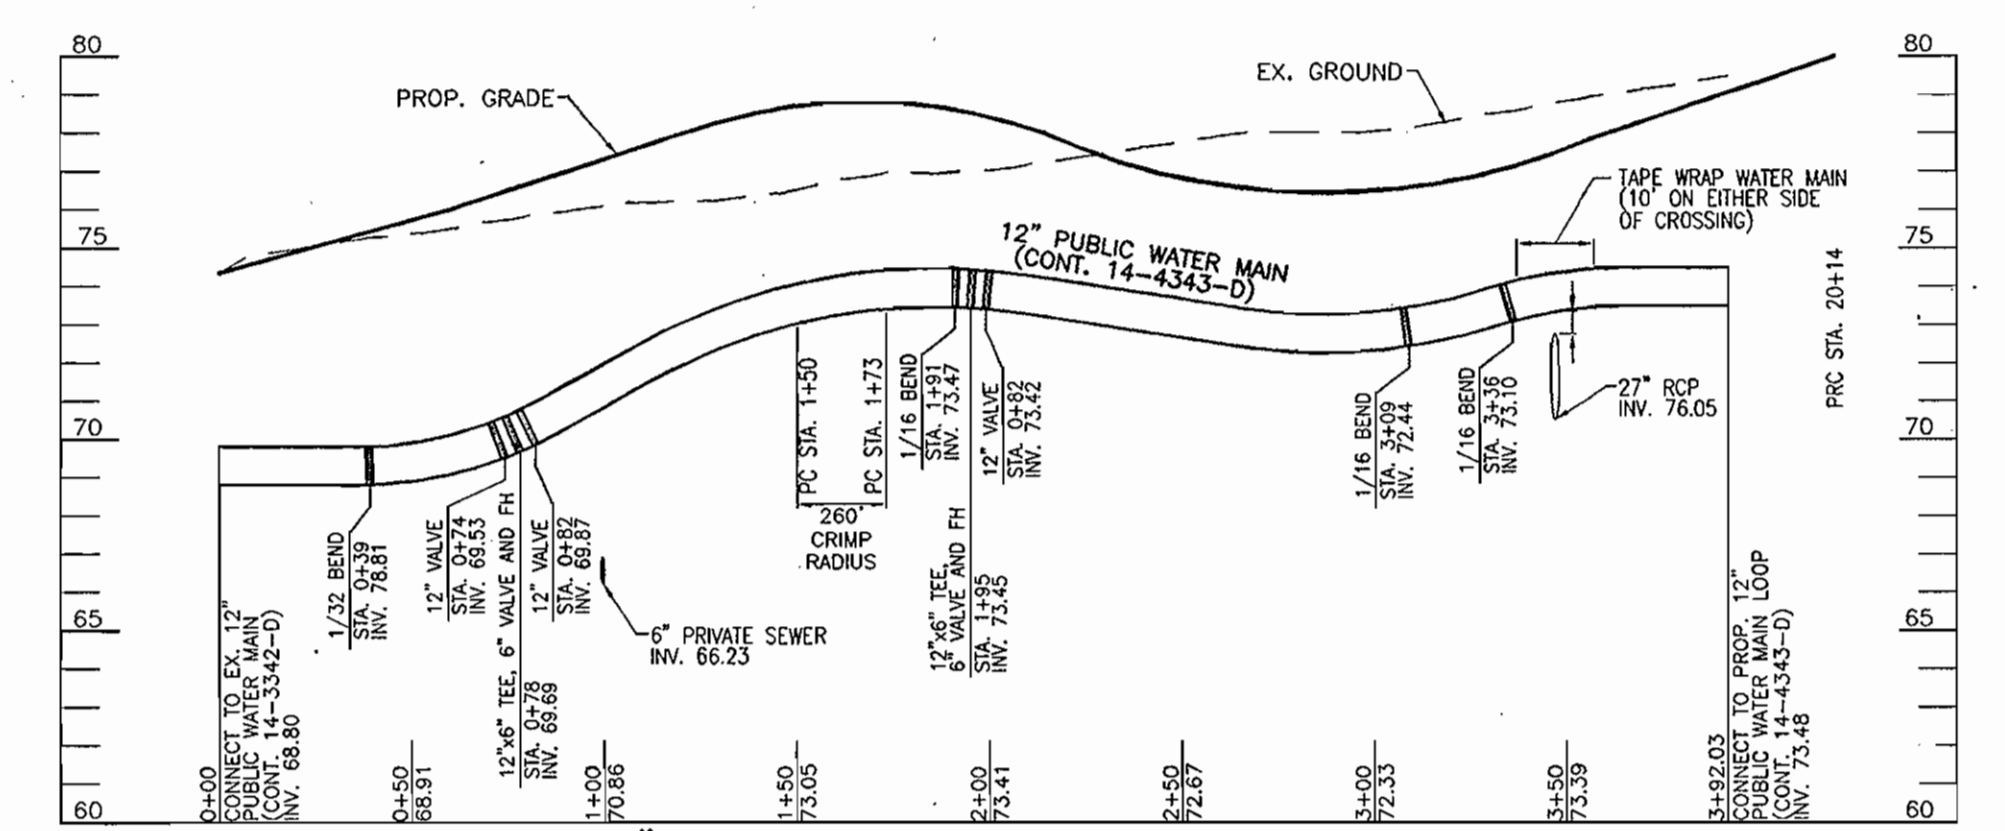 80
80
PROP. GRADE
EX. GROUND
TAPE WRAP WATER MAIN
(10' ON EITHER SIDE
OF CROSSING)
75
75
12" PUBLIC WATER MAIN
(CONT. 14-4343-D)
PRC STA. 20+14
70
70
1/32 BEND
STA. 0+39
INV. 78.81
12" VALVE
STA. 0+74
INV. 69.53
12"x6" TEE, 6" VALVE AND FH
STA. 0+78
INV. 69.69
12" VALVE
STA. 0+82
INV. 69.87
6" PRIVATE SEWER
INV. 66.23
PC STA. 1+50
PC STA. 1+73
260'
CRIMP
RADIUS
1/16 BEND
STA. 1+91
INV. 73.47
12"x6" TEE,
6" VALVE AND FH
STA. 1+95
INV. 73.45
12" VALVE
STA. 0+82
INV. 73.42
1/16 BEND
STA. 3+09
INV. 72.44
1/16 BEND
STA. 3+36
INV. 73.10
27" RCP
INV. 76.05
65
65
60
60
0+00
CONNECT TO EX. 12"
PUBLIC WATER MAIN
(CONT. 14-3342-D)
INV. 68.80
0+50
68.91
1+00
70.86
1+50
73.05
2+00
73.41
2+50
72.67
3+00
72.33
3+50
73.39
3+92.03
CONNECT TO PROP. 12"
PUBLIC WATER MAIN LOOP
(CONT. 14-4343-D)
INV. 73.48